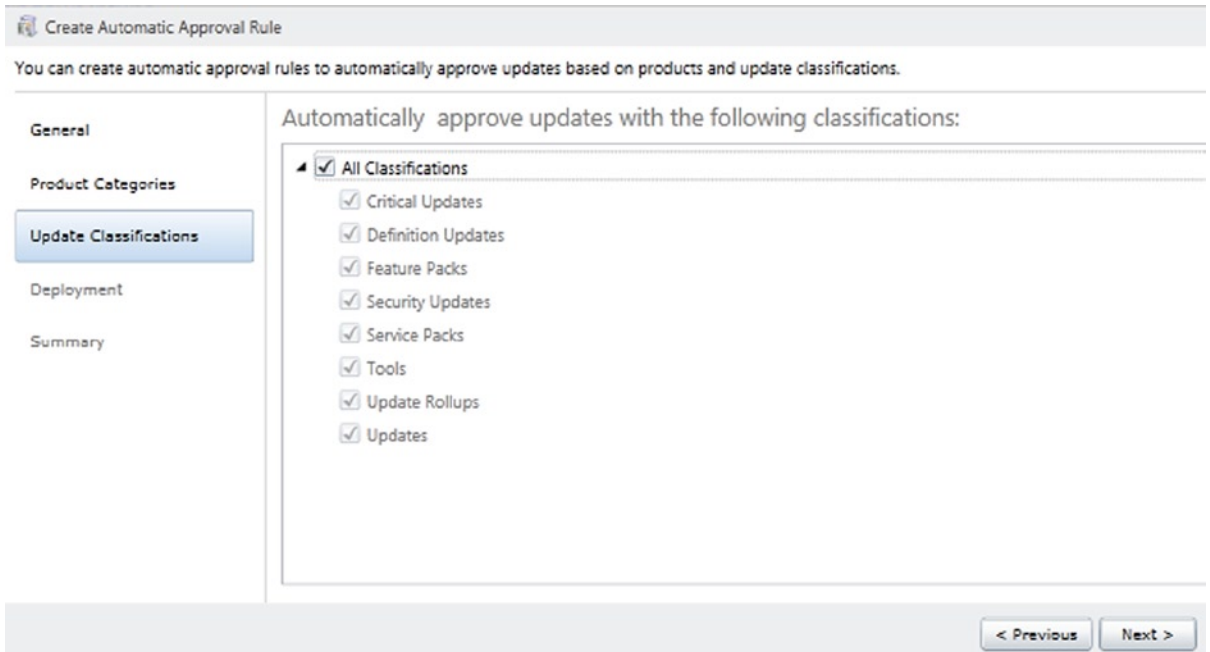 Create Automatic Approval Rule
You can create automatic approval rules to automatically approve updates based on products and update classifications.
General
Product Categories
Update Classifications
Deployment
Summary
Automatically approve updates with the following classifications:
All Classifications
Critical Updates
Definition Updates
Feature Packs
Security Updates
Service Packs
Tools
Update Rollups
Updates
< Previous
Next >